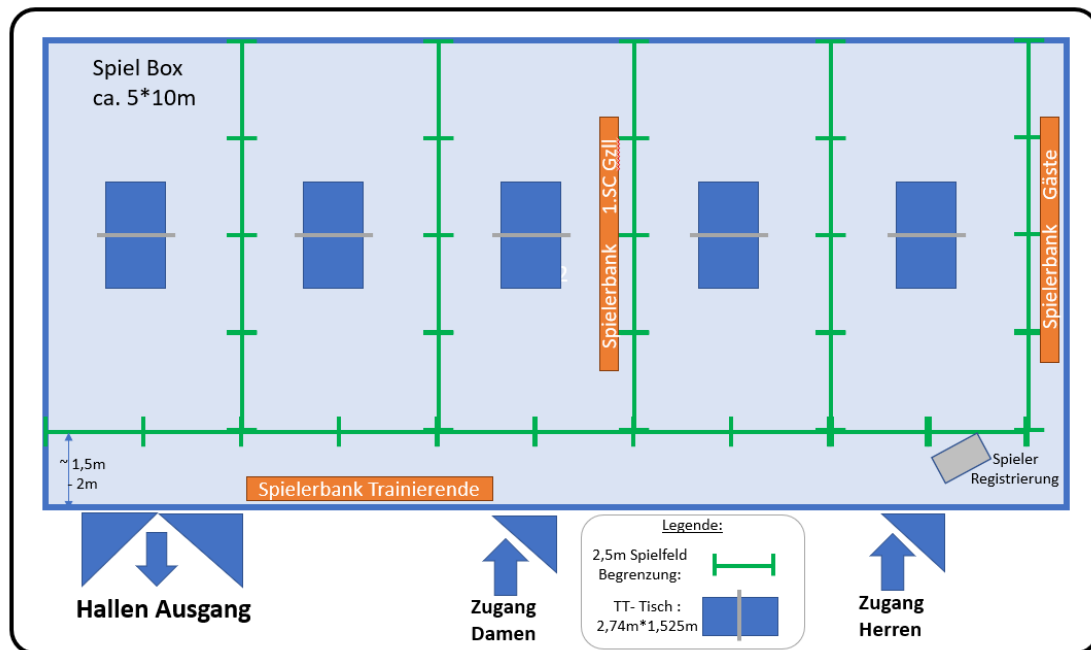 Spiel Box
ca. 5*10m
Spielerbank 1.SC Gzll
Spielerbank Gäste
2
~ 1,5m
- 2m
Spielerbank Trainierende
Spieler
Registrierung
Hallen Ausgang
Zugang
Damen
Legende:
2,5m Spielfeld
Begrenzung:
TT- Tisch :
2,74m*1,525m
Zugang
Herren